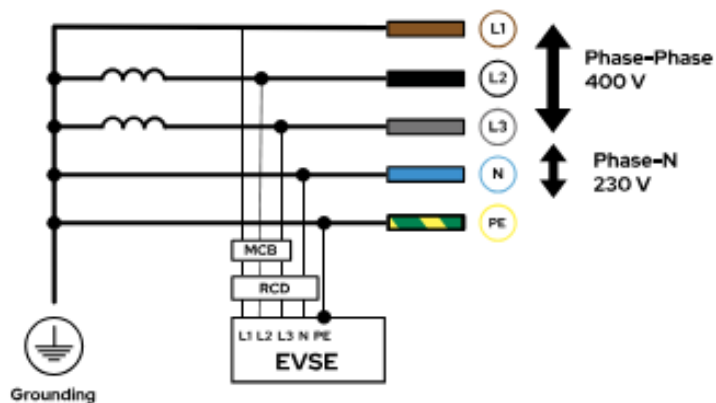 L1
Phase-Phase
400 V
L2
L3
Phase-N
230 V
N
PE
MCB
RCD
L1 L2 L3 N PE
EVSE
Grounding